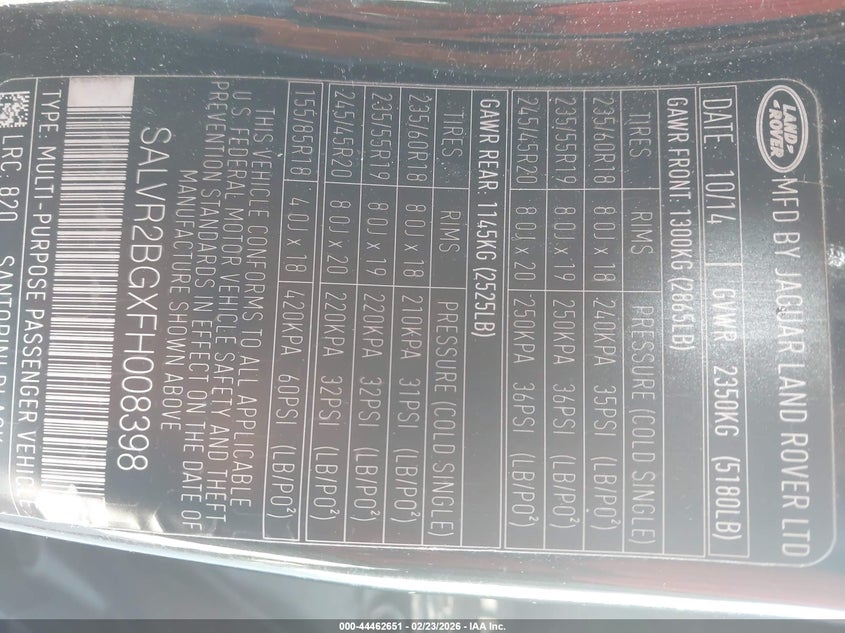 LAND
ROVER
MFD BY JAGUAR LAND ROVER LTD
DATE 10/14 GVWR 2350KG (5180LB)
GAWR FRONT: 1300KG (2865LB)
TIRES RIMS PRESSURE (COLD SINGLE)
235/60R18 8.0J x 18 240KPA 35PSI (LB/PO²)
235/55R19 8.0J x 19 250KPA 36PSI (LB/PO²)
245/45R20 8.0J x 20 250KPA 36PSI (LB/PO²)
GAWR REAR: 1145KG (2525LB)
TIRES RIMS PRESSURE (COLD SINGLE)
235/60R18 8.0J x 18 210KPA 31PSI (LB/PO²)
235/55R19 8.0J x 19 220KPA 32PSI (LB/PO²)
245/45R20 8.0J x 20 220KPA 32PSI (LB/PO²)
155/85R18 4.0J x 18 420KPA 60PSI (LB/PO²)
THIS VEHICLE CONFORMS TO ALL APPLICABLE
U.S. FEDERAL MOTOR VEHICLE SAFETY AND THEFT
PREVENTION STANDARDS IN EFFECT ON THE DATE OF
MANUFACTURE SHOWN ABOVE
SALVR2BGXFH008398
TYPE: MULTI-PURPOSE PASSENGER VEHICLE
LRC, 820 SANTORINI BLACK
000-44462651 - 02/23/2026 - IAA Inc.